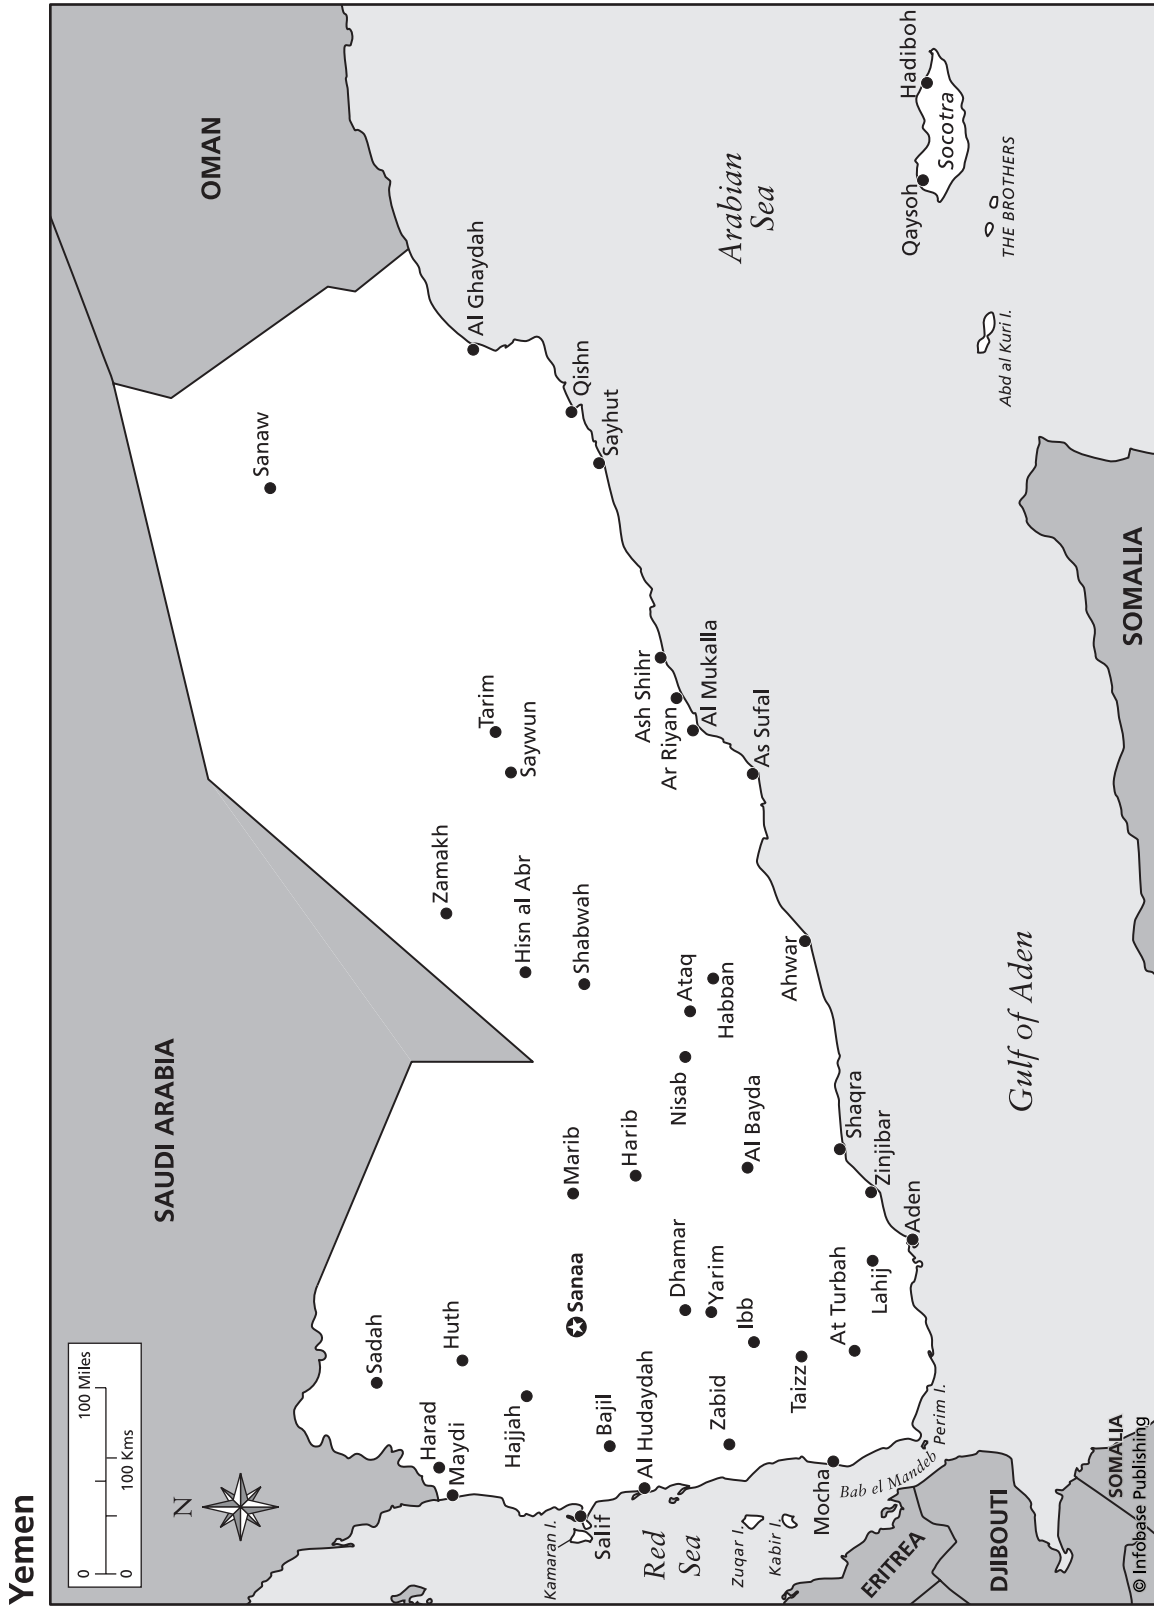 Yemen
0 100 Miles
0 100 Kms
N
SAUDI ARABIA
OMAN
Sanaw
Sadah
Huth
Harad
Maydi
Hajjah
Zamakh
Tarim
Saywun
Hisn al Abr
Shabwah
Al Ghaydah
Qishn
Sayhut
Marib
Harib
Sanaa
Bajil
Al Hudaydah
Kamaran I.
Salif
Red
Sea
Ash Shihr
Ar Riyan
Al Mukalla
As Sufal
Ataq
Habban
Nisab
Al Bayda
Dhamar
Yarim
Ibb
Zabid
Taizz
At Turbah
Lahij
Ahwar
Shaqra
Zinjibar
Aden
Zuqar I.
Kabir I.
Mocha
Bab el Mandeb
Perim I.
Arabian
Sea
Hadiboh
Socotra
Qaysoh
THE BROTHERS
Abd al Kuri I.
Gulf of Aden
ERITREA
DJIBOUTI
SOMALIA
SOMALIA
© Infobase Publishing